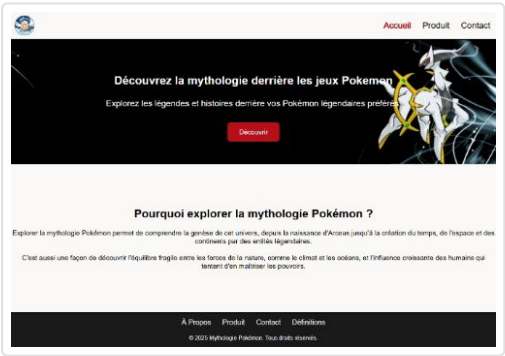 Accueil Produit Contact
Découvrez la mythologie derrière les jeux Pokemon
Explorez les légendes et histoires derrière vos Pokémon légendaires préférés
Découvrir
Pourquoi explorer la mythologie Pokémon ?
Explorer la mythologie Pokémon permet de comprendre la genèse de cet univers, depuis la naissance d'Arceus jusqu'à la création du temps, de l'espace et des
continents par des entités légendaires.
C'est aussi une façon de découvrir l'équilibre fragile entre les forces de la nature, comme le climat et les océans, et l'influence croissante des humains qui
tentent d'en maîtriser les pouvoirs.
À Propos Produit Contact Définitions
© 2025 Mythologie Pokémon. Tous droits réservés.